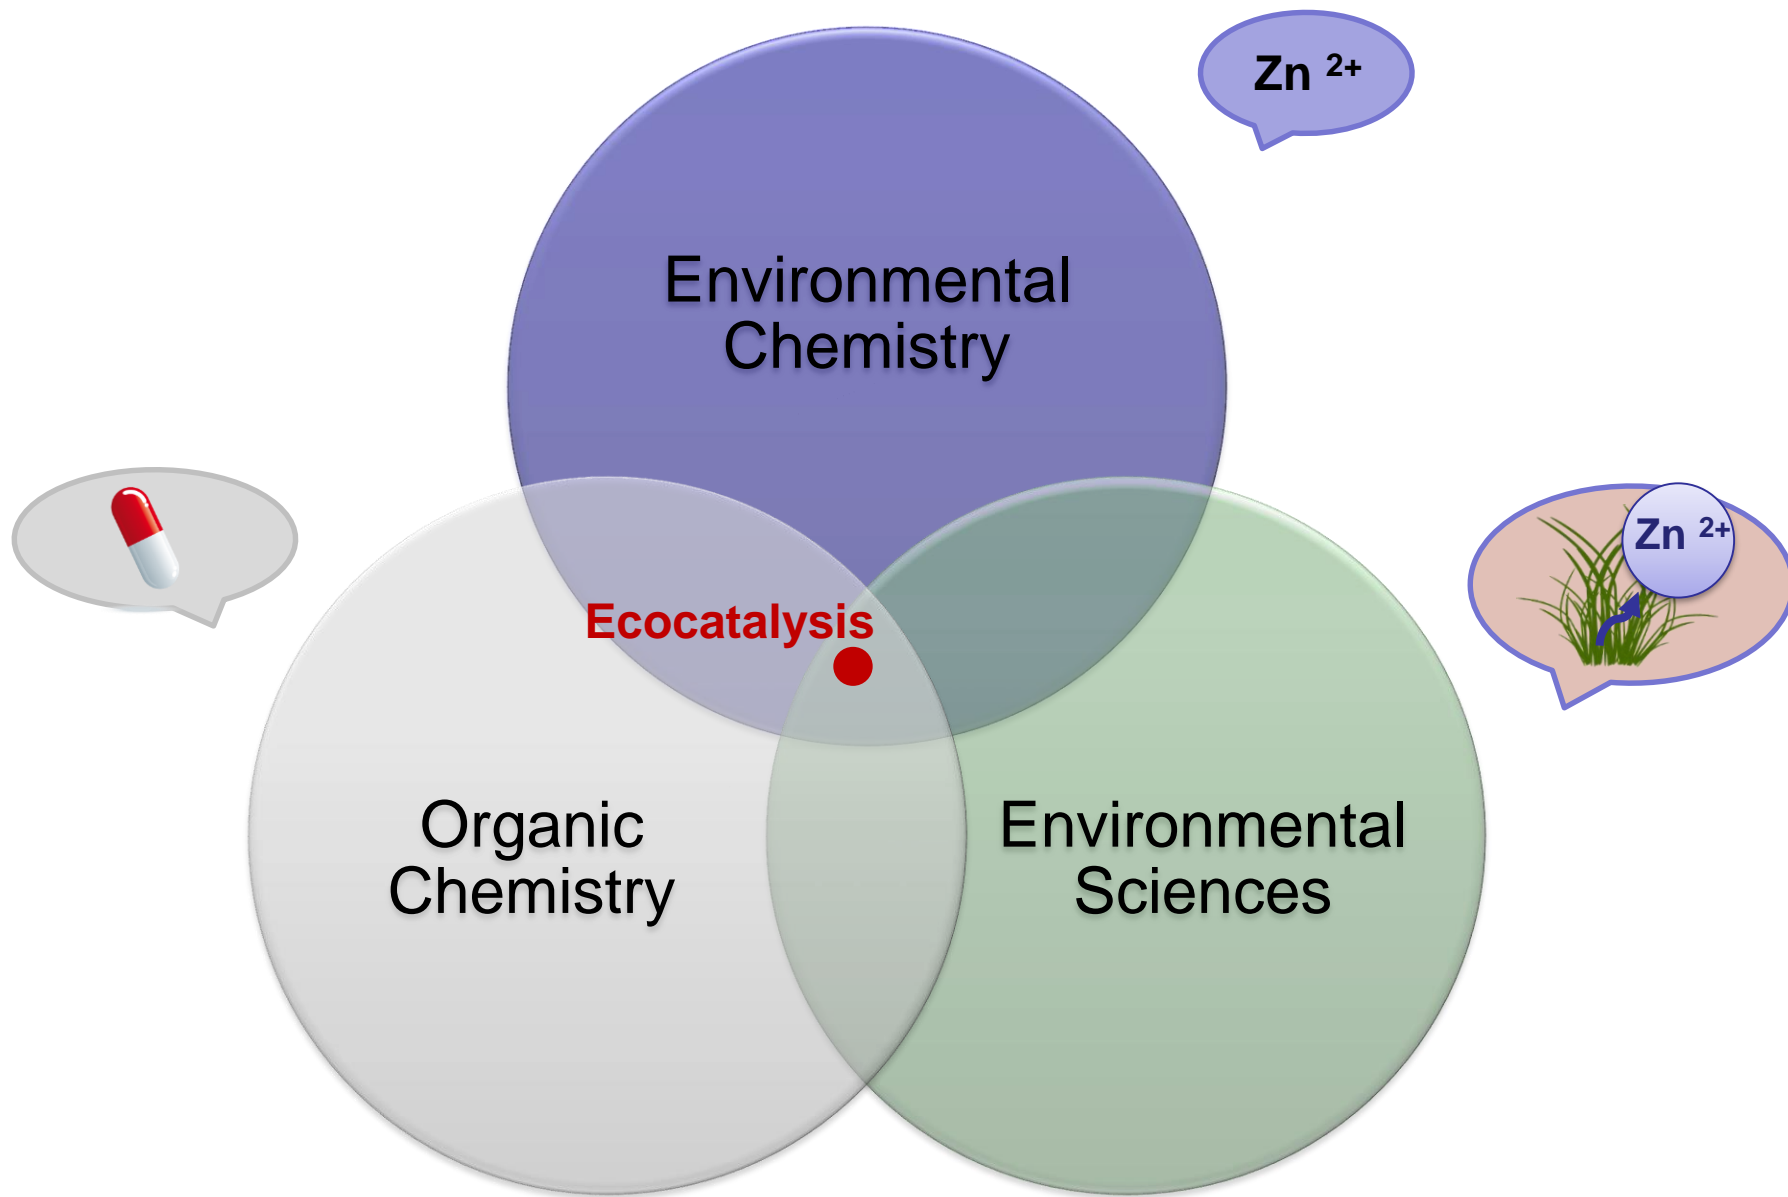 Zn ²⁺
Environmental
Chemistry
Zn ²⁺
Ecocatalysis
Organic
Chemistry
Environmental
Sciences